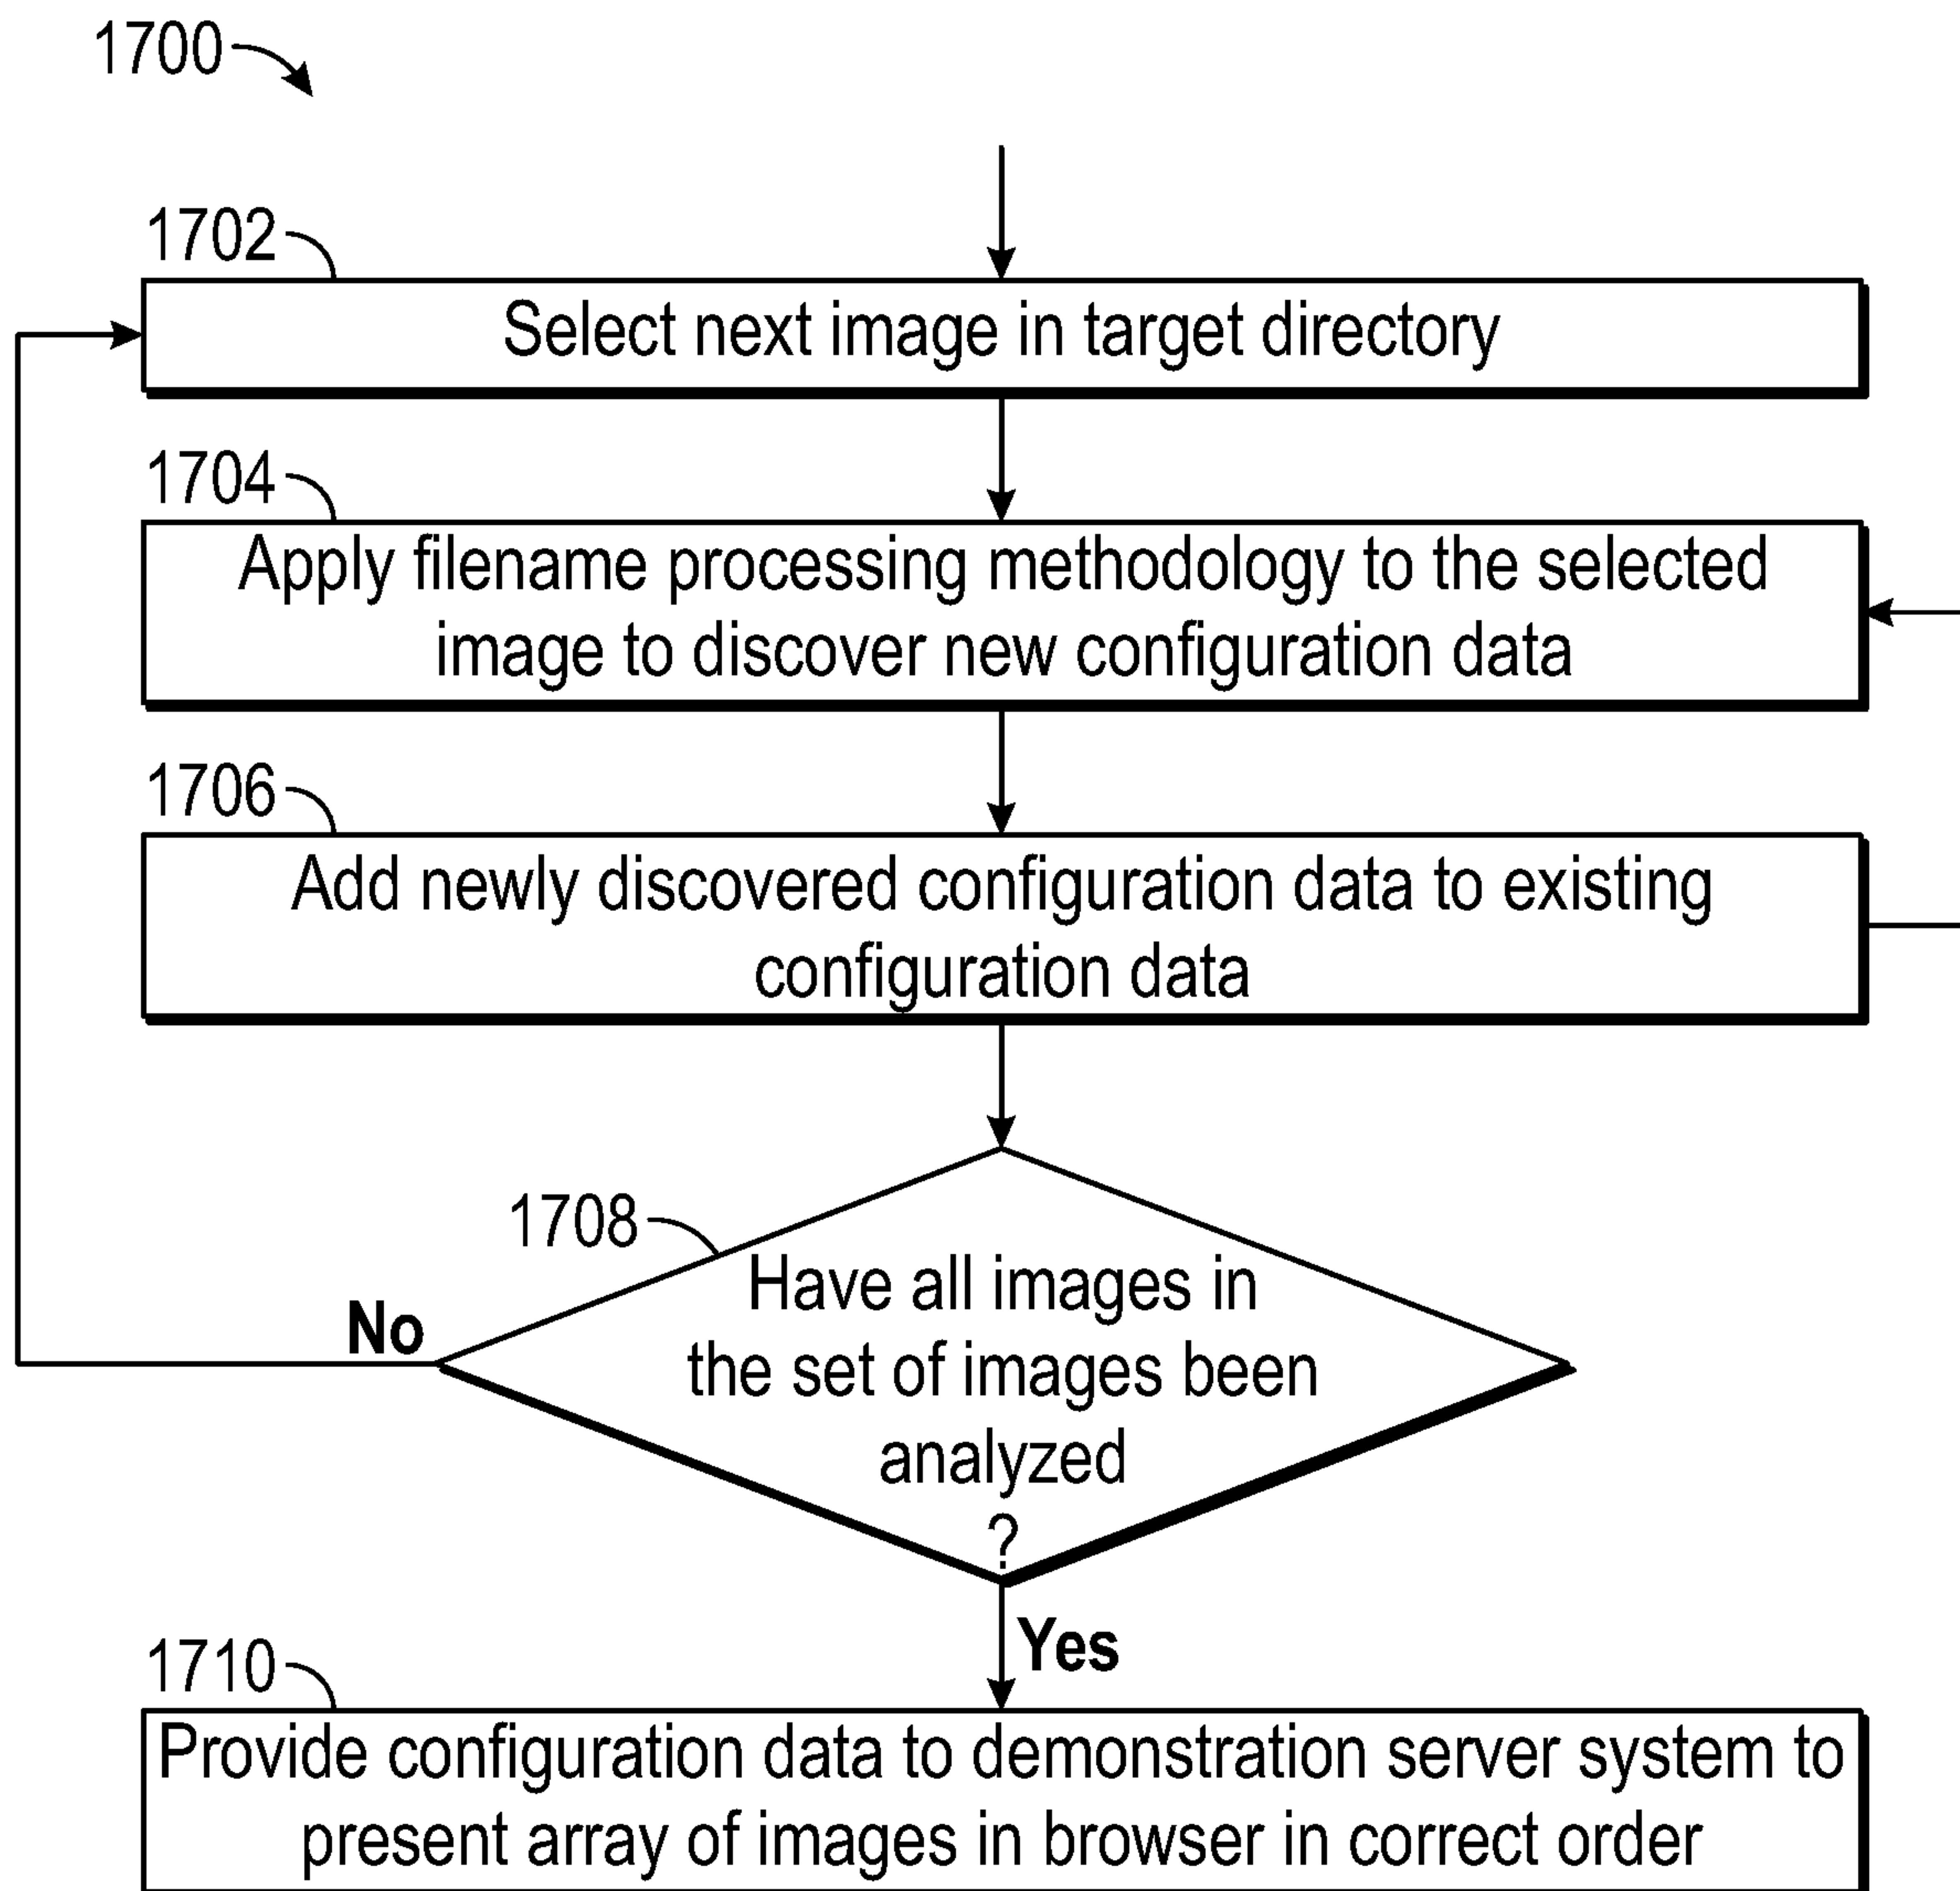 1700
1702
Select next image in target directory
1704
Apply filename processing methodology to the selected
image to discover new configuration data
1706
Add newly discovered configuration data to existing
configuration data
1708
Have all images in
the set of images been
analyzed
?
No
Yes
1710
Provide configuration data to demonstration server system to
present array of images in browser in correct order